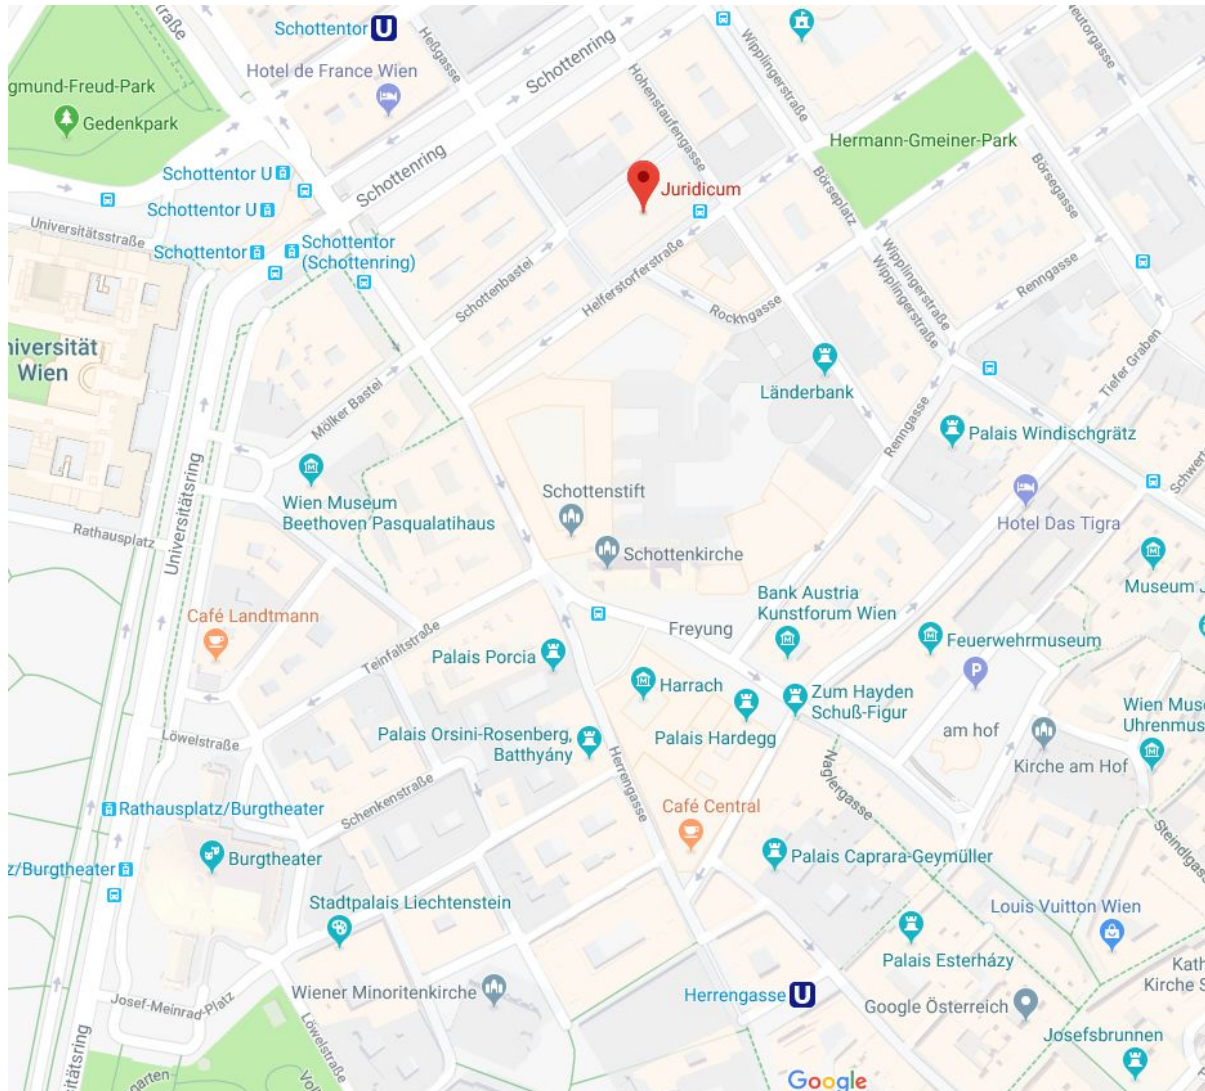 Schottentor
Hotel de France Wien
Heßgasse
Schottenring
Hohenstaufengasse
Wipplingerstraße
gmund-Freud-Park
Gedenkpark
Hermann-Gmeiner-Park
Börsegasse
Schottentor U
Schottenring
Juridicum
Börseplatz
Schottentor U
Universitätsstraße
Schottentor
Schottentor
(Schottenring)
Schottenbastei
Helferstorferstraße
Rockhgasse
Wipplingerstraße
Wipplingerstraße
Renngasse
Tiefer Graben
niversität
Wien
Mölker Bastei
Länderbank
Renngasse
Palais Windischgrätz
Wien Museum
Beethoven Pasqualatihaus
Schottenstift
Hotel Das Tigra
Rathausplatz
Universitätsring
Schottenkirche
Museum J
Café Landtmann
Teinfaltstraße
Bank Austria
Kunstforum Wien
Freyung
Feuerwehrmuseum
Palais Porcia
Harrach
P
Zum Hayden
Schuß-Figur
Löwelstraße
Palais Orsini-Rosenberg,
Batthyány
Palais Hardegg
am hof
Wien Mus
Uhrenmus
Kirche am Hof
Herrengasse
Naglergasse
Rathausplatz/Burgtheater
Schenkenstraße
Café Central
Burgtheater
z/Burgtheater
Palais Caprara-Geymüller
Stadtpalais Liechtenstein
Louis Vuitton Wien
Palais Esterházy
Wiener Minoritenkirche
Kath
Kirche S
Josef-Meinrad-Platz
Löwelstraße
Herrengasse
U
Google Österreich
Josefsbrunnen
garten
Google